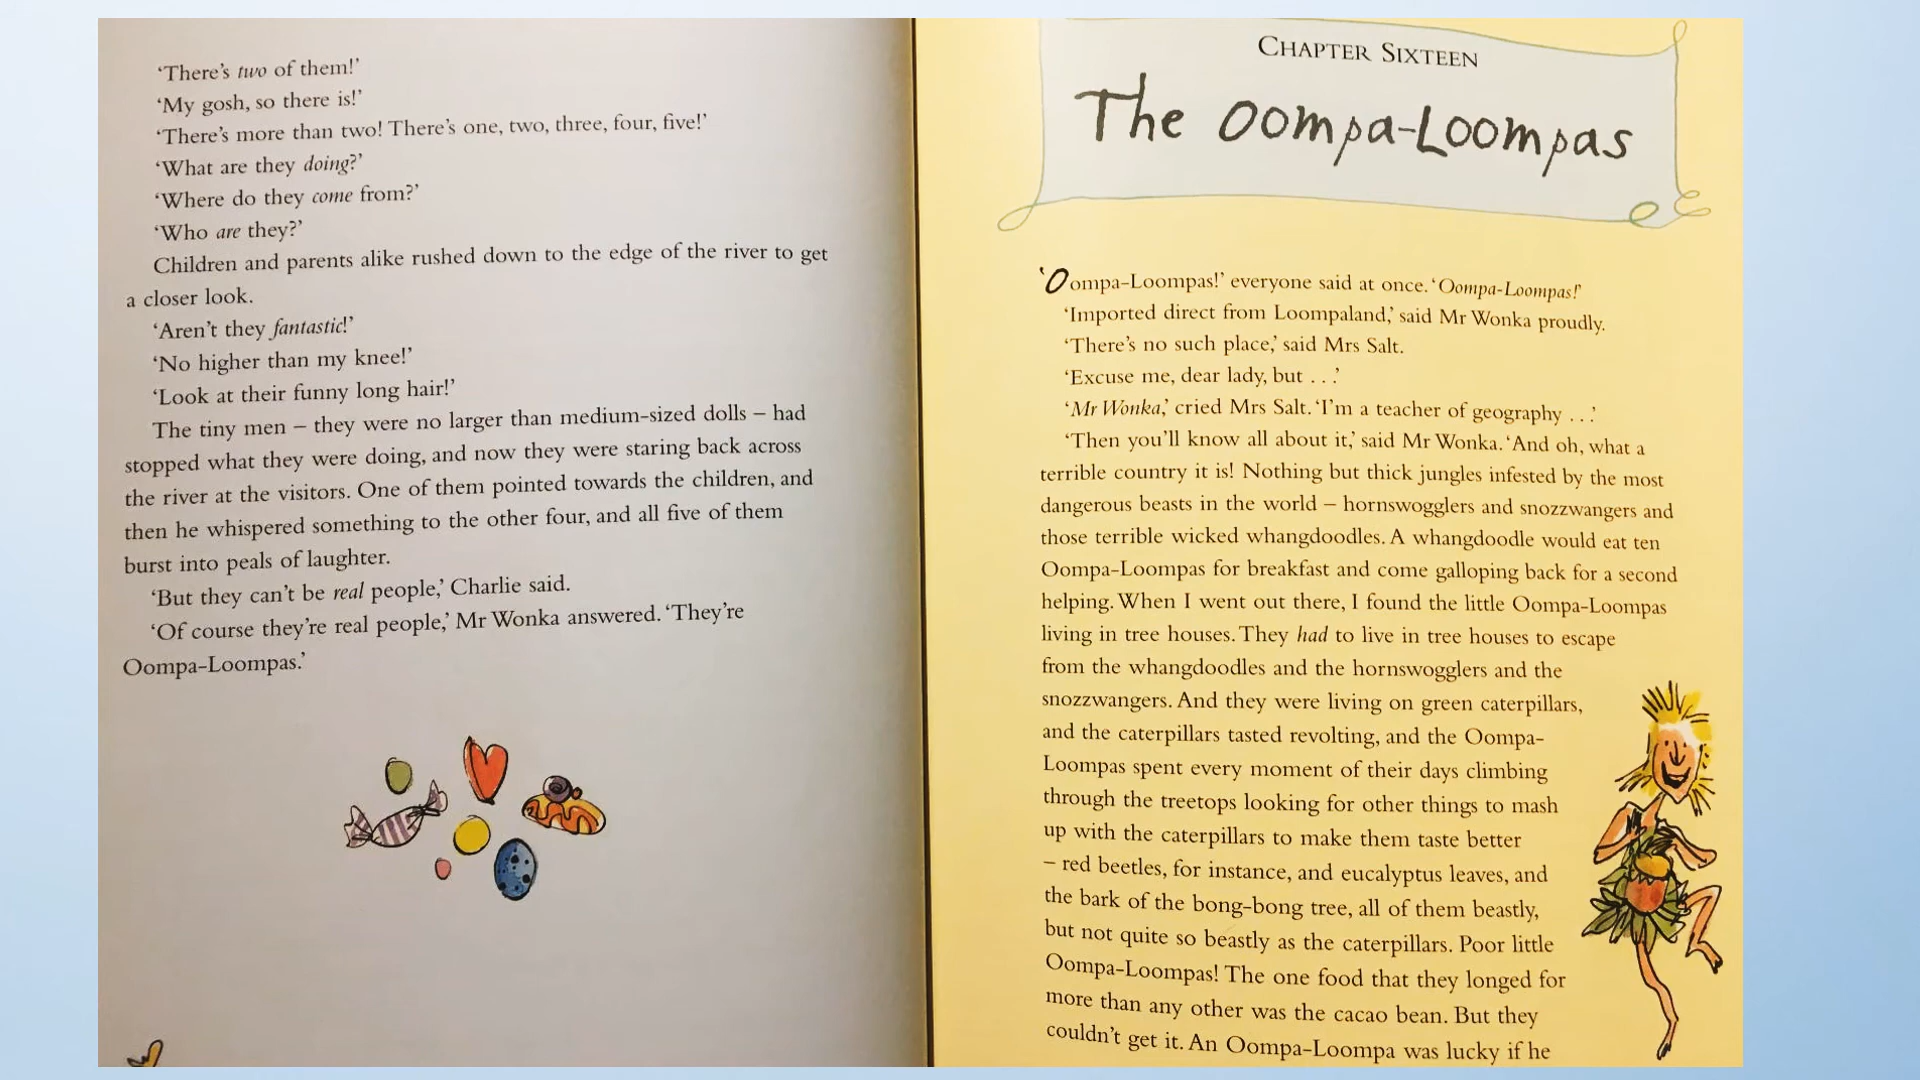 ‘There’s two of them!’
‘My gosh, so there is!’
‘There’s more than two! There’s one, two, three, four, five!’
‘What are they doing?’
‘Where do they come from?’
‘Who are they?’
Children and parents alike rushed down to the edge of the river to get
a closer look.
‘Aren’t they fantastic!’
‘No higher than my knee!’
‘Look at their funny long hair!’
The tiny men – they were no larger than medium-sized dolls – had
stopped what they were doing, and now they were staring back across
the river at the visitors. One of them pointed towards the children, and
then he whispered something to the other four, and all five of them
burst into peals of laughter.
‘But they can’t be real people,’ Charlie said.
‘Of course they’re real people,’ Mr Wonka answered. ‘They’re
Oompa-Loompas.’
CHAPTER SIXTEEN
The Oompa-Loompas
‘Oompa-Loompas!’ everyone said at once. ‘Oompa-Loompas!’
‘Imported direct from Loompaland,’ said Mr Wonka proudly.
‘There’s no such place,’ said Mrs Salt.
‘Excuse me, dear lady, but . . .’
‘Mr Wonka,’ cried Mrs Salt. ‘I’m a teacher of geography . . .’
‘Then you’ll know all about it,’ said Mr Wonka. ‘And oh, what a
terrible country it is! Nothing but thick jungles infested by the most
dangerous beasts in the world – hornswogglers and snozzwangers and
those terrible wicked whangdoodles. A whangdoodle would eat ten
Oompa-Loompas for breakfast and come galloping back for a second
helping. When I went out there, I found the little Oompa-Loompas
living in tree houses. They had to live in tree houses to escape
from the whangdoodles and the hornswogglers and the
snozzwangers. And they were living on green caterpillars,
and the caterpillars tasted revolting, and the Oompa-
Loompas spent every moment of their days climbing
through the treetops looking for other things to mash
up with the caterpillars to make them taste better
– red beetles, for instance, and eucalyptus leaves, and
the bark of the bong-bong tree, all of them beastly,
but not quite so beastly as the caterpillars. Poor little
Oompa-Loompas! The one food that they longed for
more than any other was the cacao bean. But they
couldn’t get it. An Oompa-Loompa was lucky if he